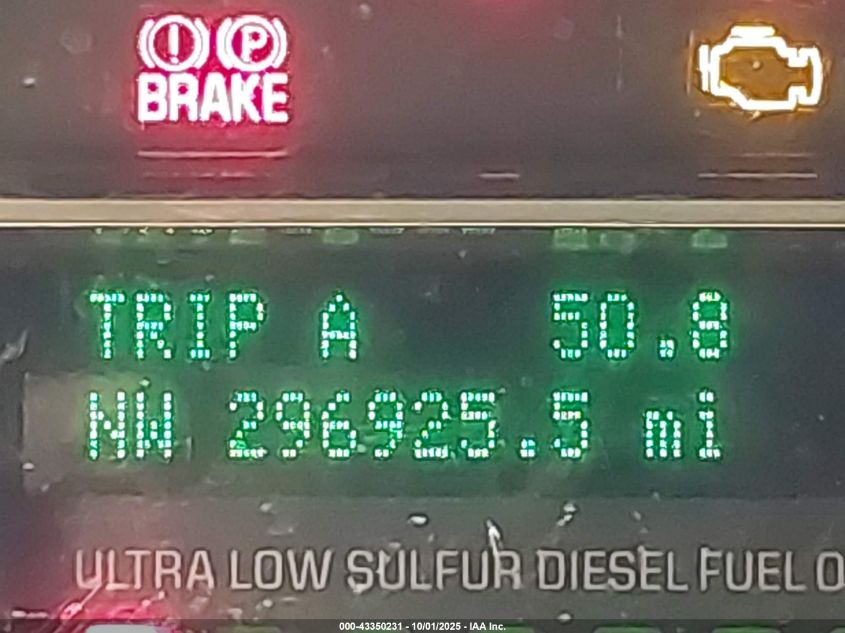 BRAKE
TRIP A 50.8
NW 296925.5 mi
ULTRA LOW SULFUR DIESEL FUEL O
000-43350231 - 10/01/2025 - IAA Inc.